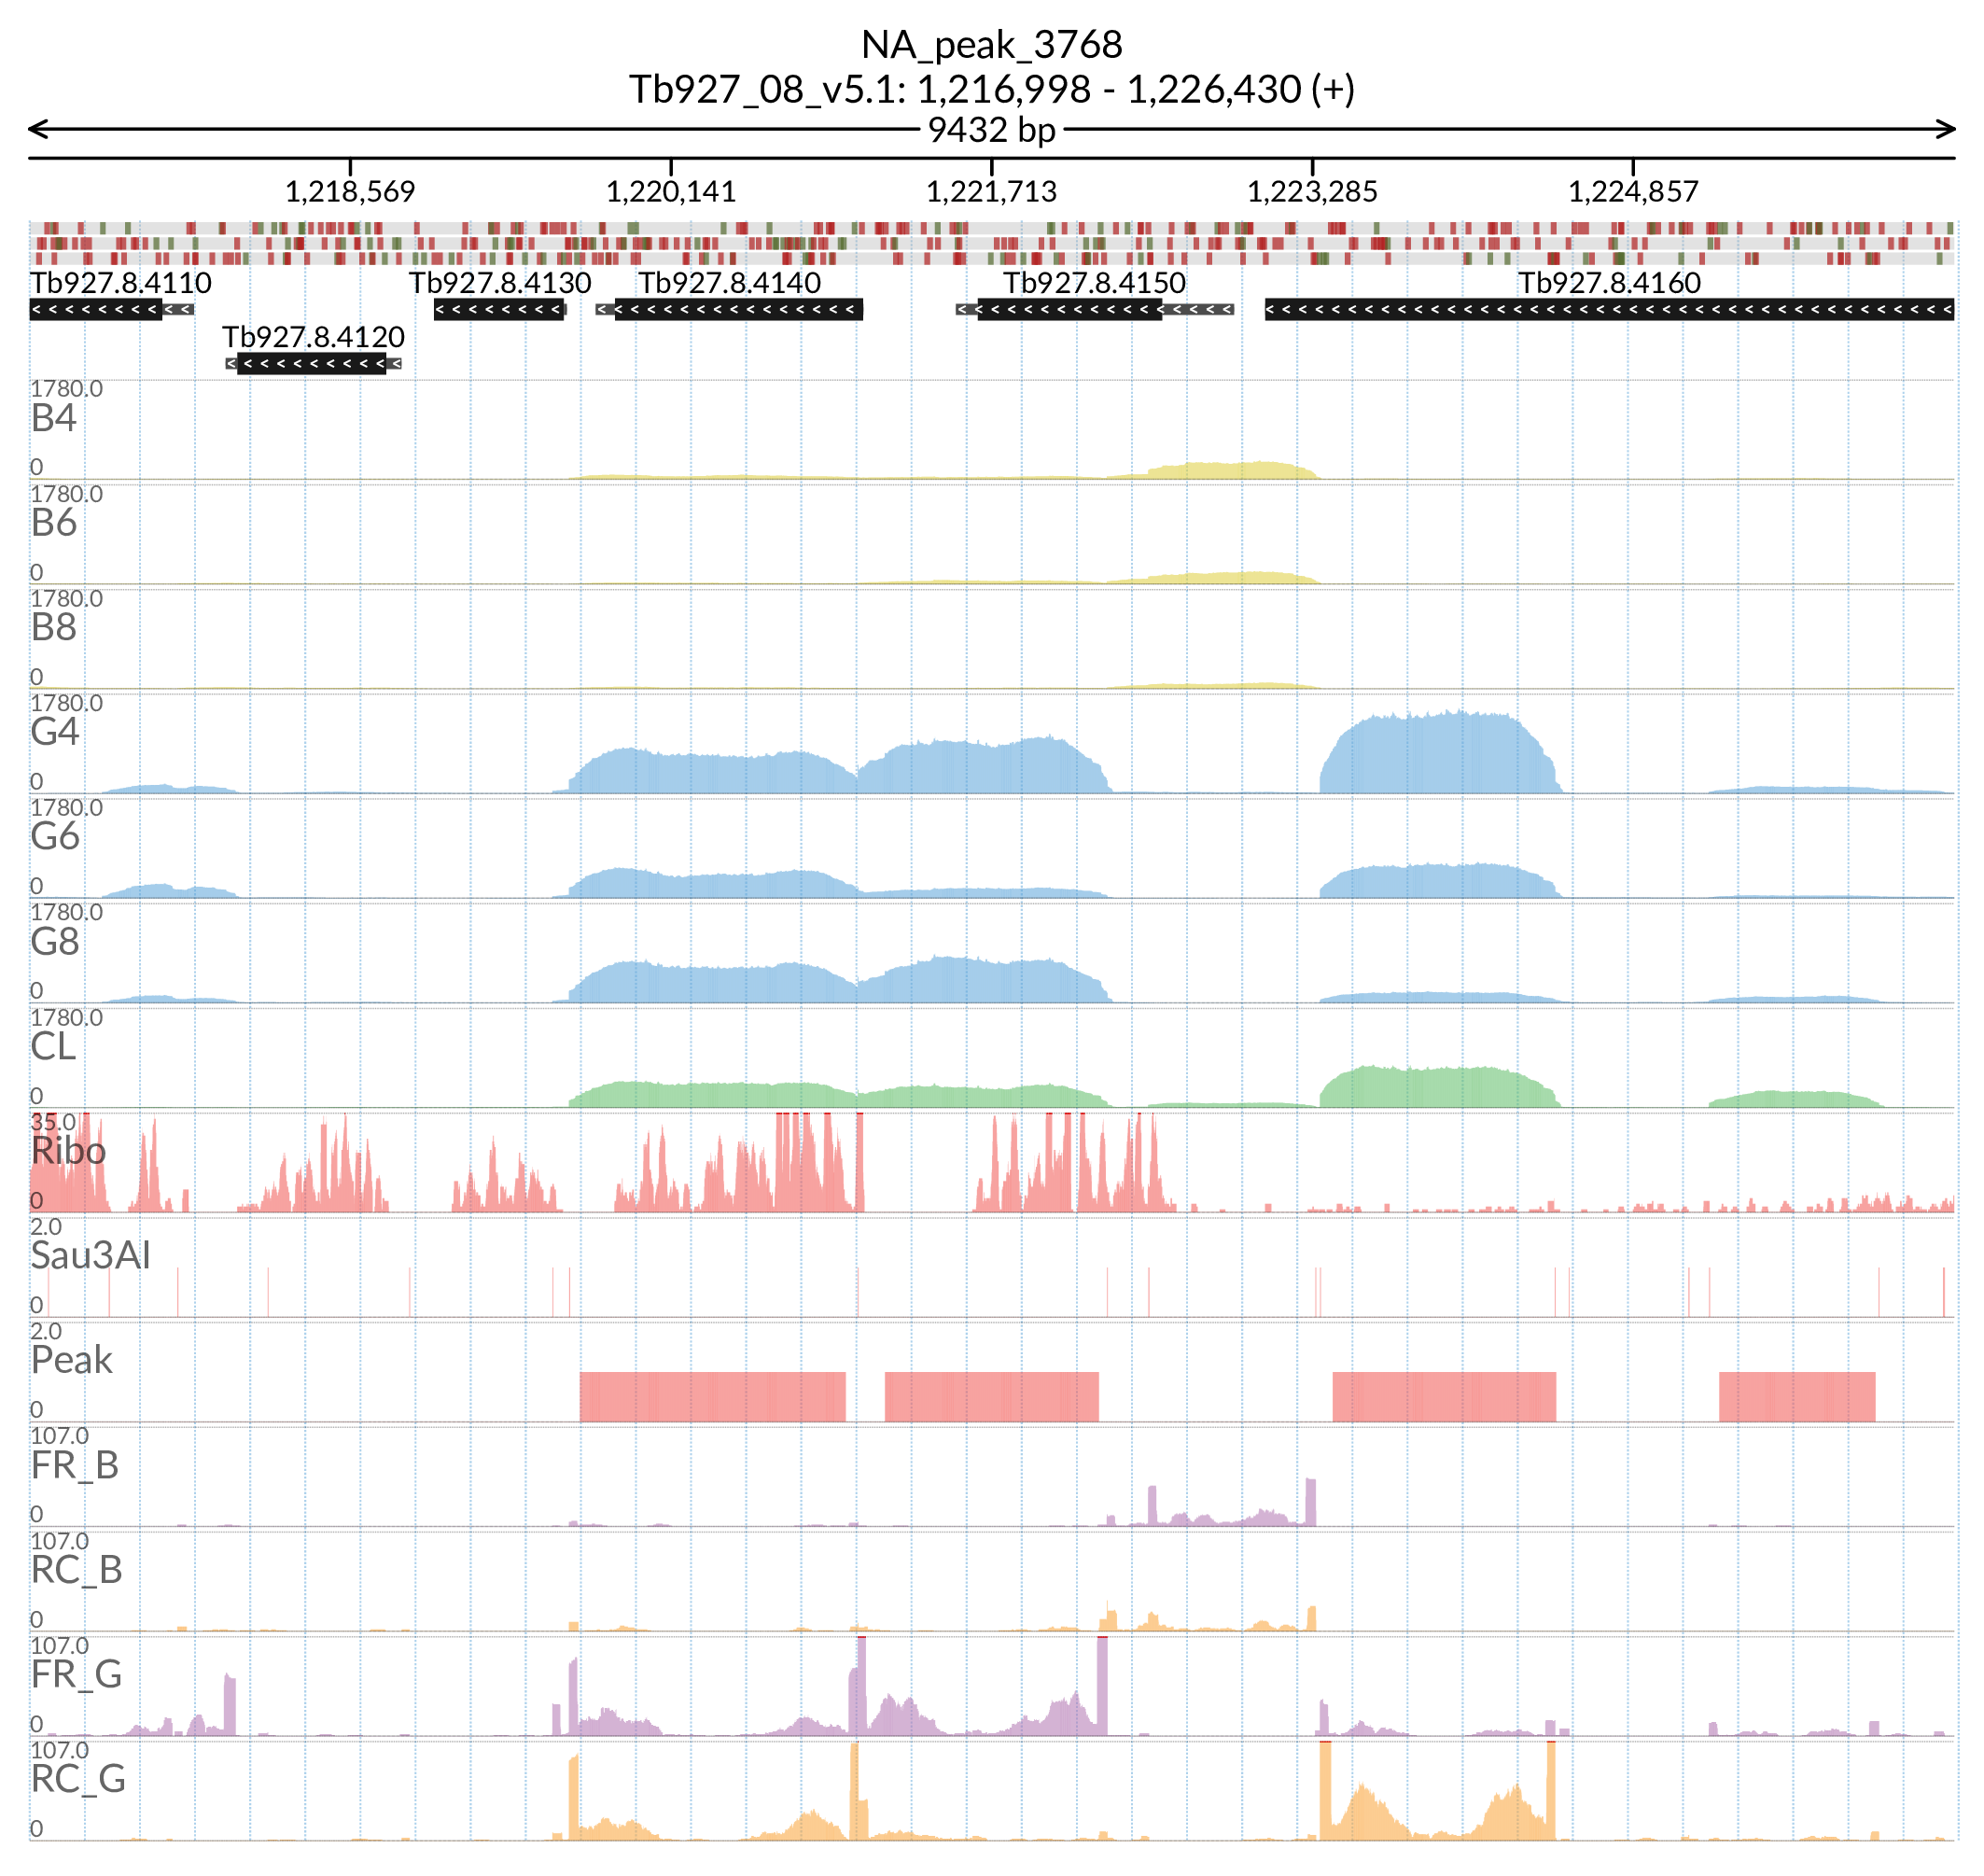 NA_peak_3768
Tb927_08_v5.1: 1,216,998 - 1,226,430 (+)
9432 bp
1,218,569 1,220,141 1,221,713 1,223,285 1,224,857
Tb927.8.4110 Tb927.8.4130 Tb927.8.4140 Tb927.8.4150 Tb927.8.4160
Tb927.8.4120
1780.0
B4
0
1780.0
B6
0
1780.0
B8
0
1780.0
G4
0
1780.0
G6
0
1780.0
G8
0
1780.0
CL
0
35.0
Ribo
0
2.0
Sau3AI
0
2.0
Peak
0
107.0
FR_B
0
107.0
RC_B
0
107.0
FR_G
0
107.0
RC_G
0